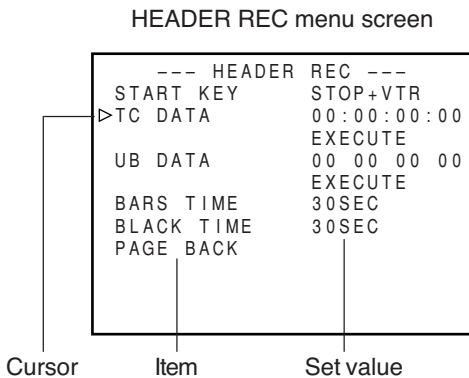 HEADER REC menu screen
--- HEADER REC ---
START KEY STOP+VTR
TC DATA 00:00:00:00
EXECUTE
UB DATA 00 00 00 00
EXECUTE
BARS TIME 30SEC
BLACK TIME 30SEC
PAGE BACK
Cursor Item Set value